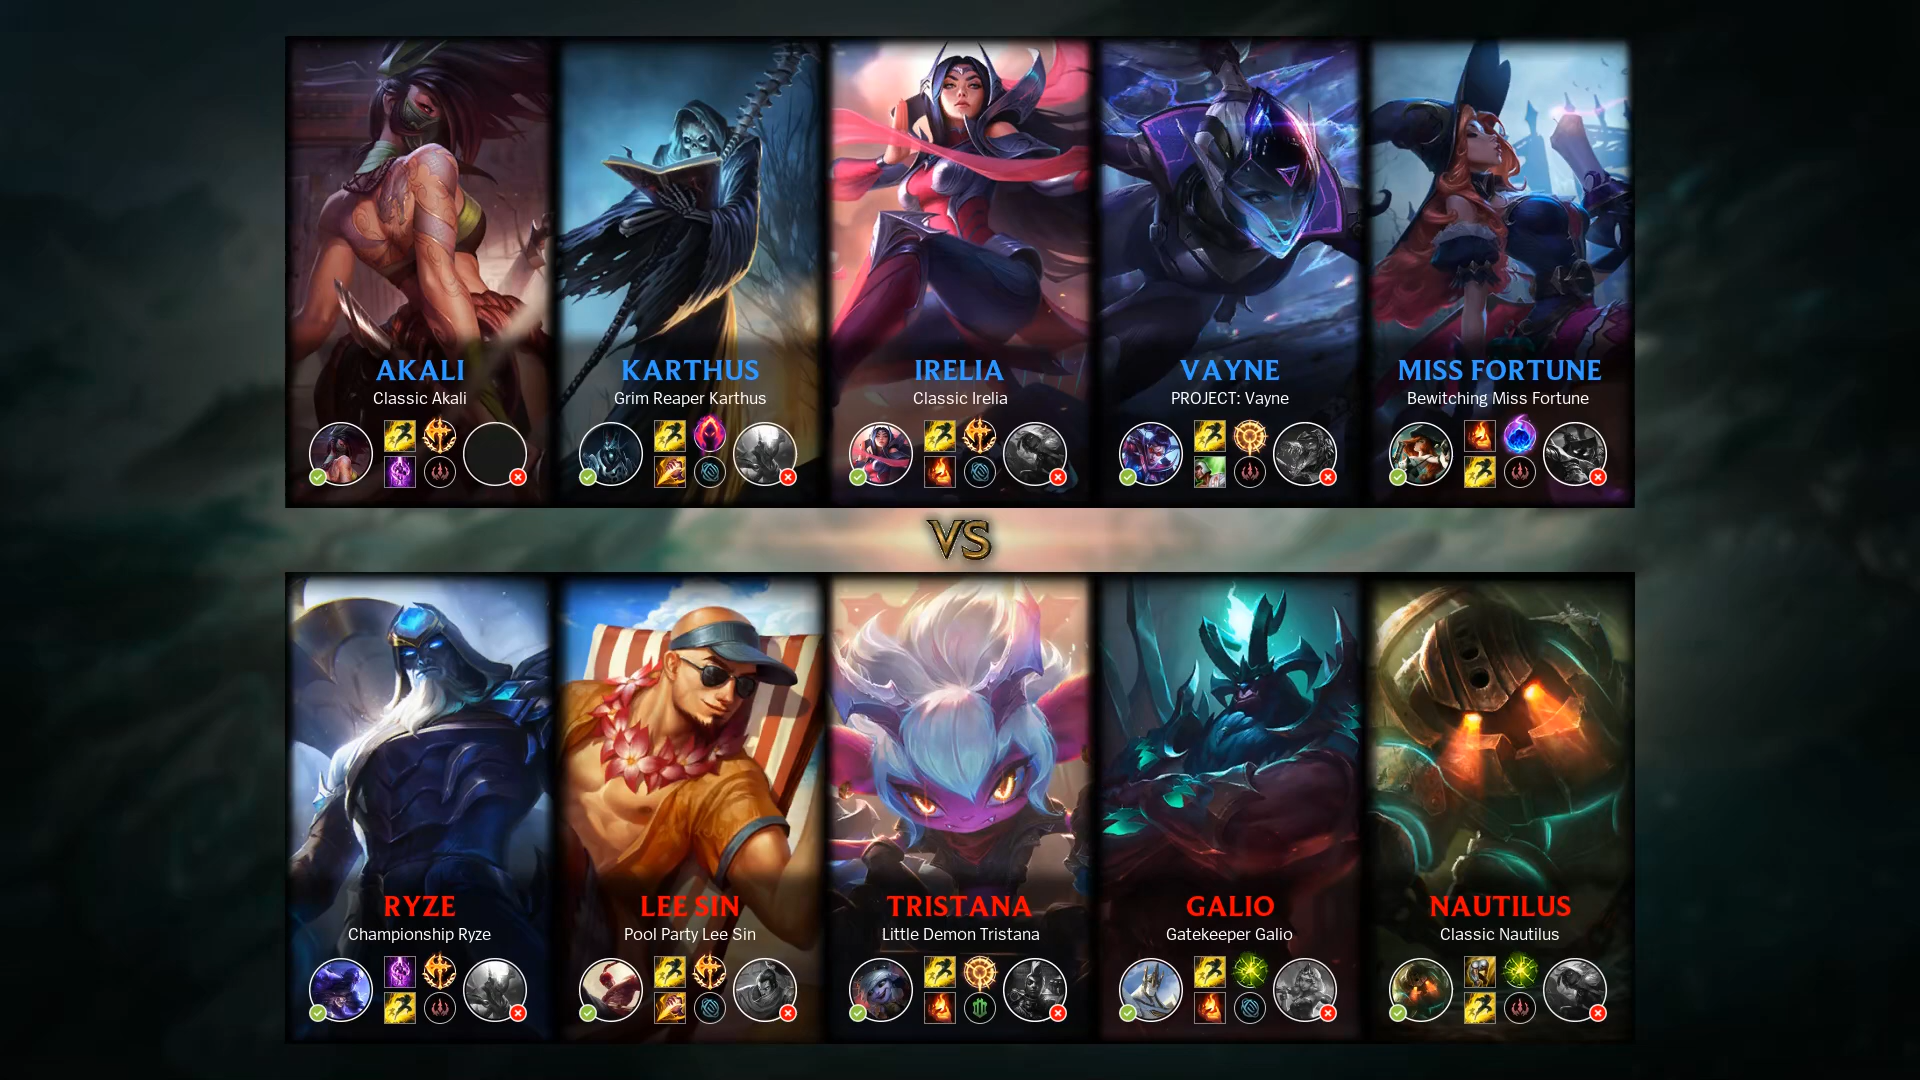 AKALI
Classic Akali
KARTHUS
Grim Reaper Karthus
IRELIA
Classic Irelia
VAYNE
PROJECT: Vayne
MISS FORTUNE
Bewitching Miss Fortune
VS
RYZE
Championship Ryze
LEE SIN
Pool Party Lee Sin
TRISTANA
Little Demon Tristana
GALIO
Gatekeeper Galio
NAUTILUS
Classic Nautilus